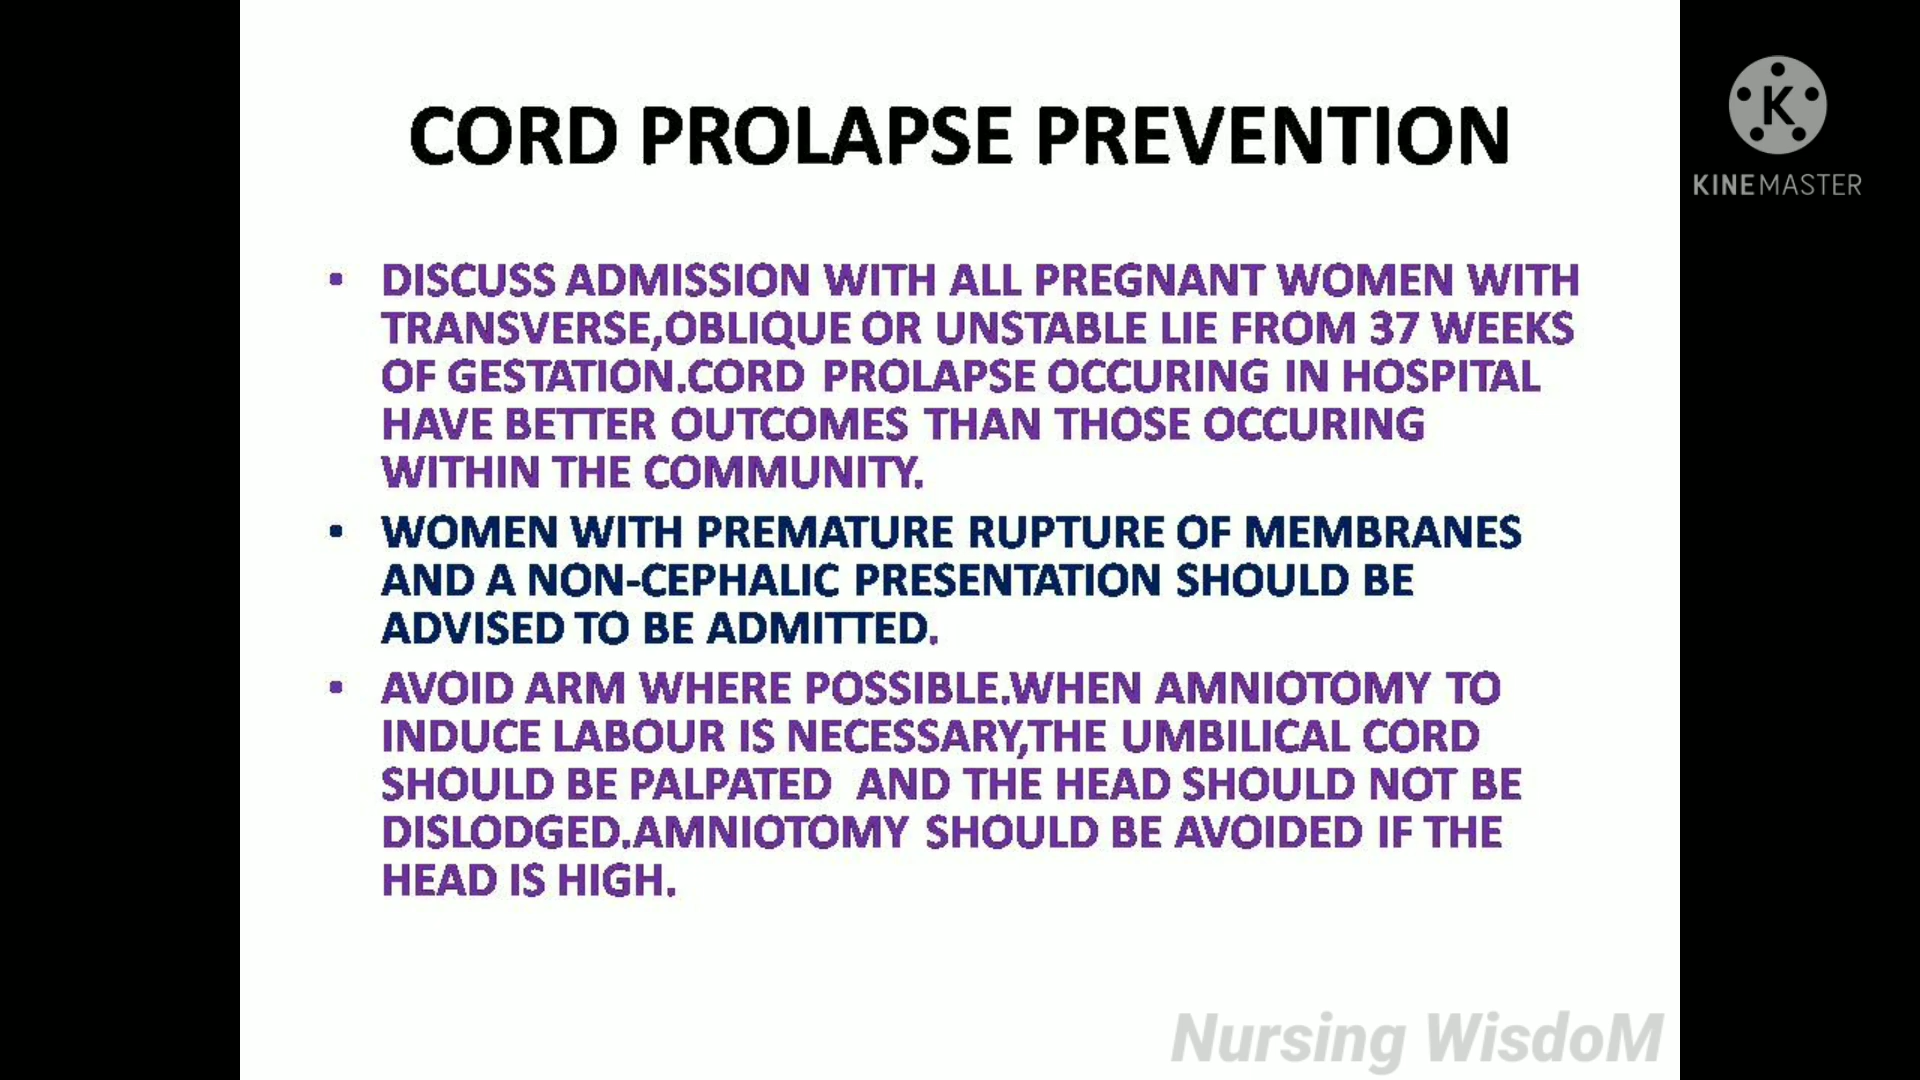 CORD PROLAPSE PREVENTION
K
KINEMASTER
• DISCUSS ADMISSION WITH ALL PREGNANT WOMEN WITH
TRANSVERSE,OBLIQUE OR UNSTABLE LIE FROM 37 WEEKS
OF GESTATION.CORD PROLAPSE OCCURING IN HOSPITAL
HAVE BETTER OUTCOMES THAN THOSE OCCURING
WITHIN THE COMMUNITY.
• WOMEN WITH PREMATURE RUPTURE OF MEMBRANES
AND A NON-CEPHALIC PRESENTATION SHOULD BE
ADVISED TO BE ADMITTED.
• AVOID ARM WHERE POSSIBLE.WHEN AMNIOTOMY TO
INDUCE LABOUR IS NECESSARY,THE UMBILICAL CORD
SHOULD BE PALPATED AND THE HEAD SHOULD NOT BE
DISLODGED.AMNIOTOMY SHOULD BE AVOIDED IF THE
HEAD IS HIGH.
Nursing WisdoM